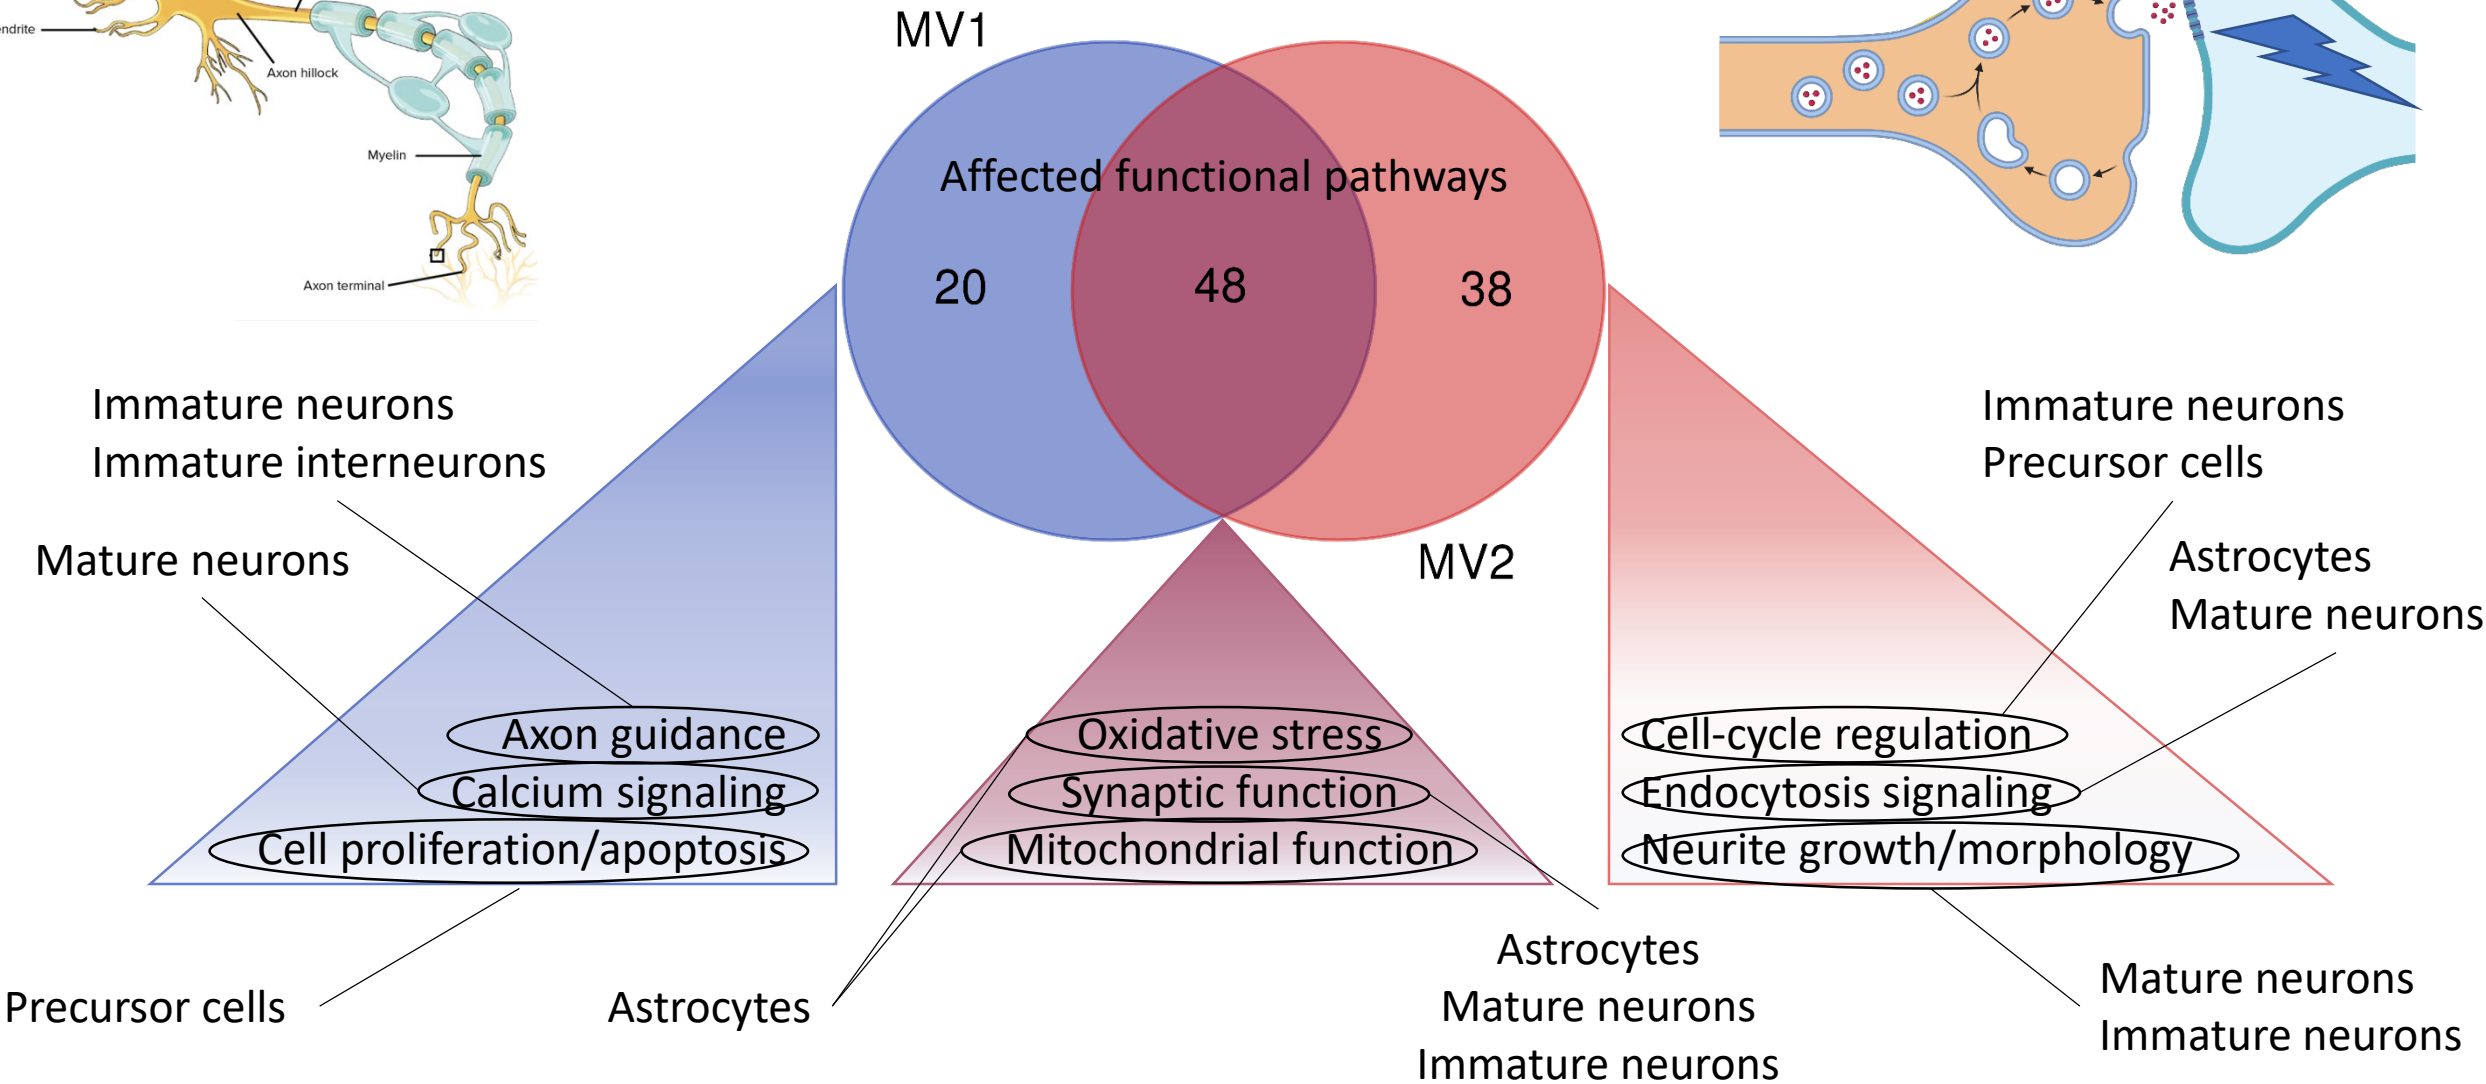 MV1
ndrite
Axon hillock
Myelin
Axon terminal
Affected functional pathways
20
48
38
MV2
Immature neurons
Immature interneurons
Mature neurons
Axon guidance
Calcium signaling
Cell proliferation/apoptosis
Precursor cells
Oxidative stress
Synaptic function
Mitochondrial function
Astrocytes
Astrocytes
Mature neurons
Immature neurons
Immature neurons
Precursor cells
Astrocytes
Mature neurons
Cell-cycle regulation
Endocytosis signaling
Neurite growth/morphology
Mature neurons
Immature neurons